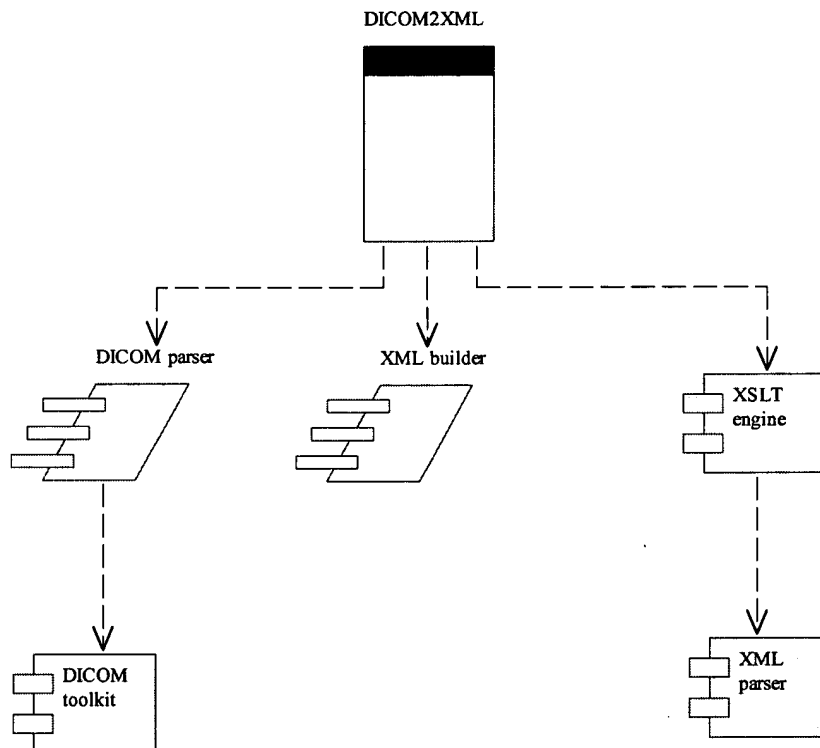 DICOM2XML
DICOM parser
XML builder
XSLT
engine
DICOM
toolkit
XML
parser